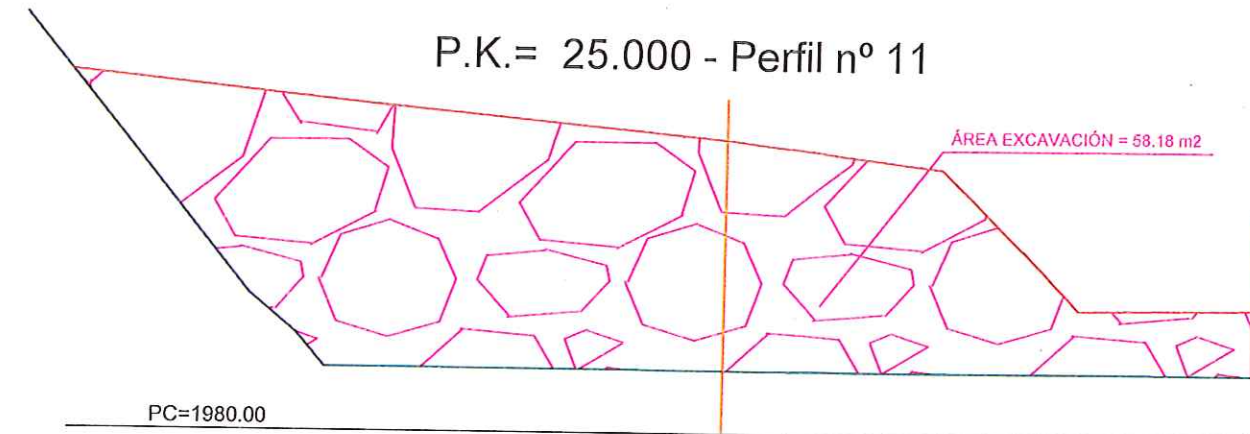 P.K.= 25.000 - Perfil nº 11
ÁREA EXCAVACIÓN = 58.18 m2
PC=1980.00